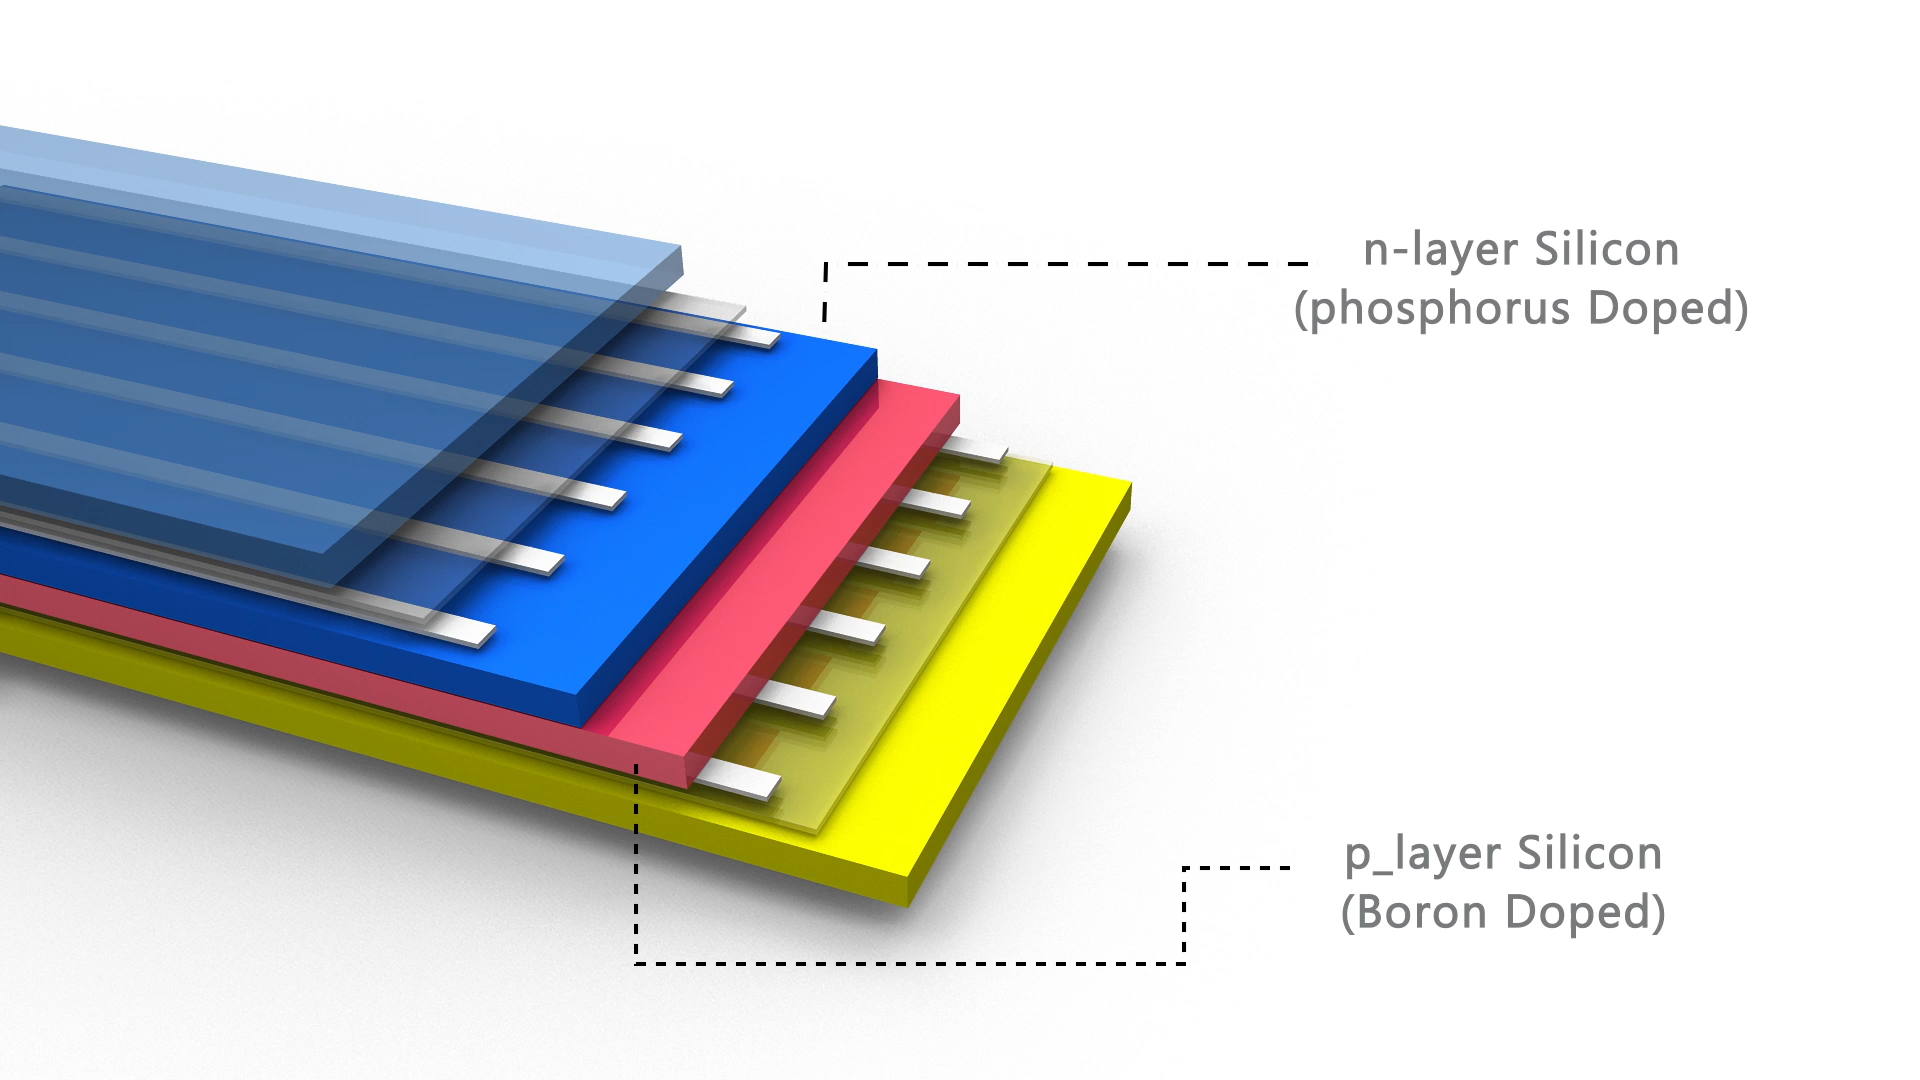 n-layer Silicon
(phosphorus Doped)
p_layer Silicon
(Boron Doped)